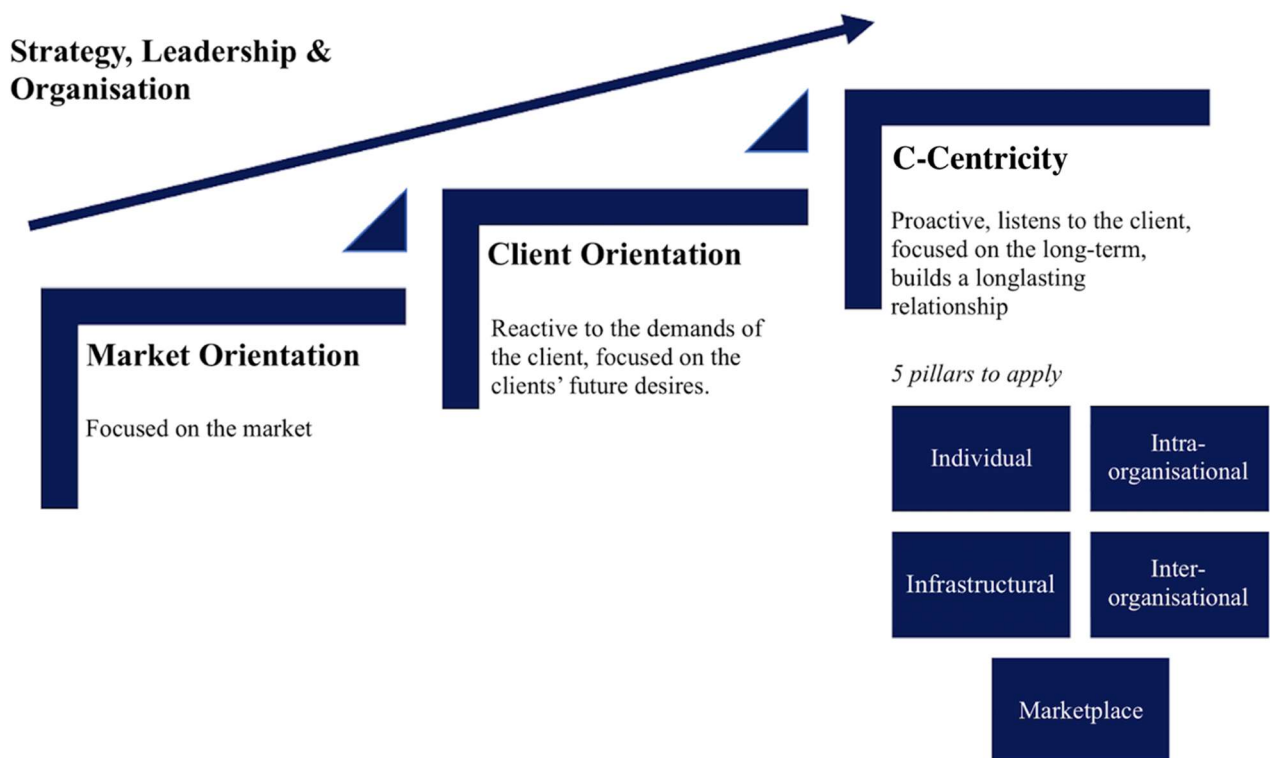 Strategy, Leadership &
Organisation
Market Orientation
Focused on the market
Client Orientation
Reactive to the demands of
the client, focused on the
clients’ future desires.
C-Centricity
Proactive, listens to the client,
focused on the long-term,
builds a longlasting
relationship
5 pillars to apply
Individual
Intra-
organisational
Infrastructural
Inter-
organisational
Marketplace